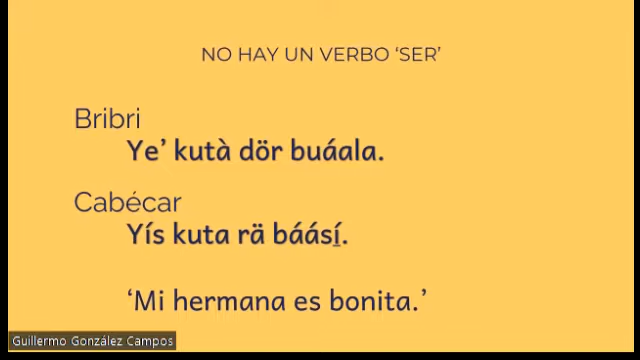 NO HAY UN VERBO ‘SER’
Bribri
Ye’ kutà dör buáala.
Cabécar
Yís kuta rä báásḭ́.
‘Mi hermana es bonita.’
Guillermo González Campos